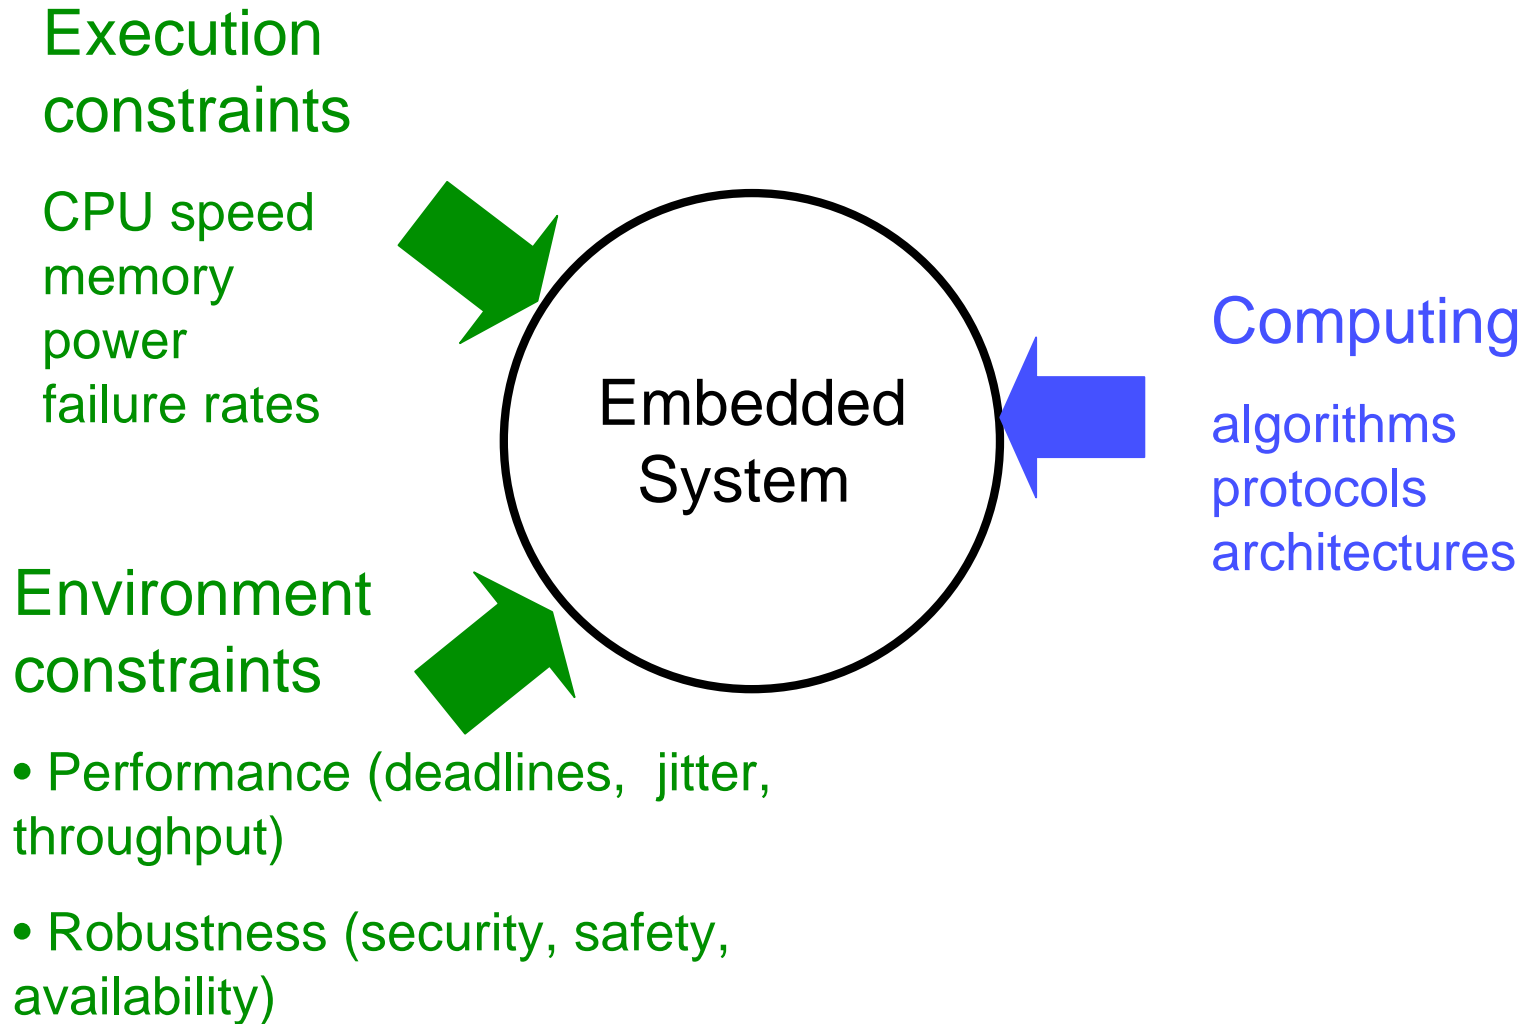 Execution
constraints
CPU speed
memory
power
failure rates
Embedded
System
Computing
algorithms
protocols
architectures
Environment
constraints
• Performance (deadlines,  jitter,
throughput)
• Robustness (security, safety,
availability)